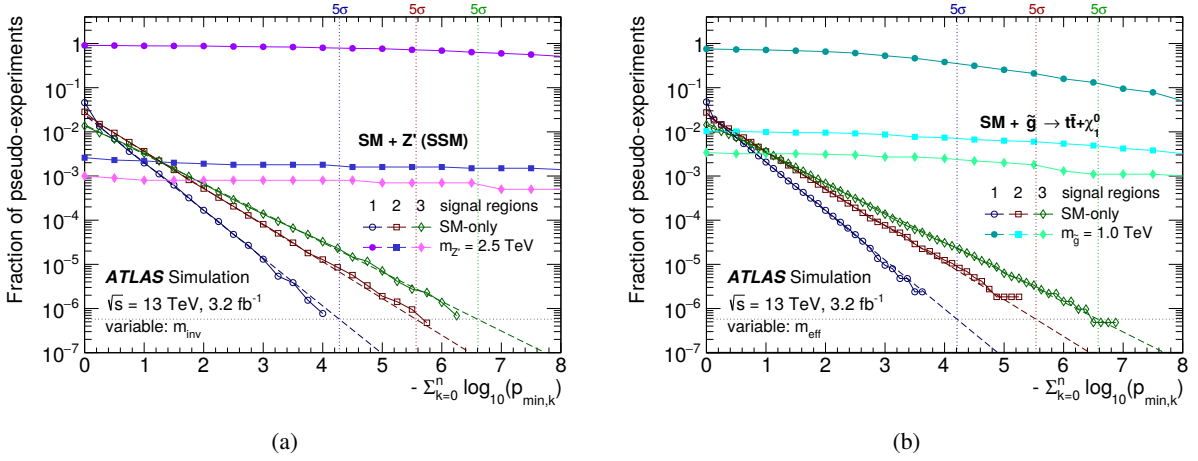 5σ 5σ 5σ
Fraction of pseudo-experiments
10⁻¹
10⁻²
10⁻³
10⁻⁴
10⁻⁵
10⁻⁶
10⁻⁷
1
SM + Z' (SSM)
1 2 3 signal regions
SM-only
m_Z' = 2.5 TeV
ATLAS Simulation
√s = 13 TeV, 3.2 fb⁻¹
variable: m_inv
0 1 2 3 4 5 6 7 8
- Σⁿ_k=0 log₁₀(p_min,k)
(a)
5σ 5σ 5σ
Fraction of pseudo-experiments
1
10⁻¹
10⁻²
10⁻³
10⁻⁴
10⁻⁵
10⁻⁶
10⁻⁷
SM + g̃ → tt̄+χ⁰₁
1 2 3 signal regions
SM-only
m_g = 1.0 TeV
ATLAS Simulation
√s = 13 TeV, 3.2 fb⁻¹
variable: m_eff
0 1 2 3 4 5 6 7 8
- Σⁿ_k=0 log₁₀(p_min,k)
(b)